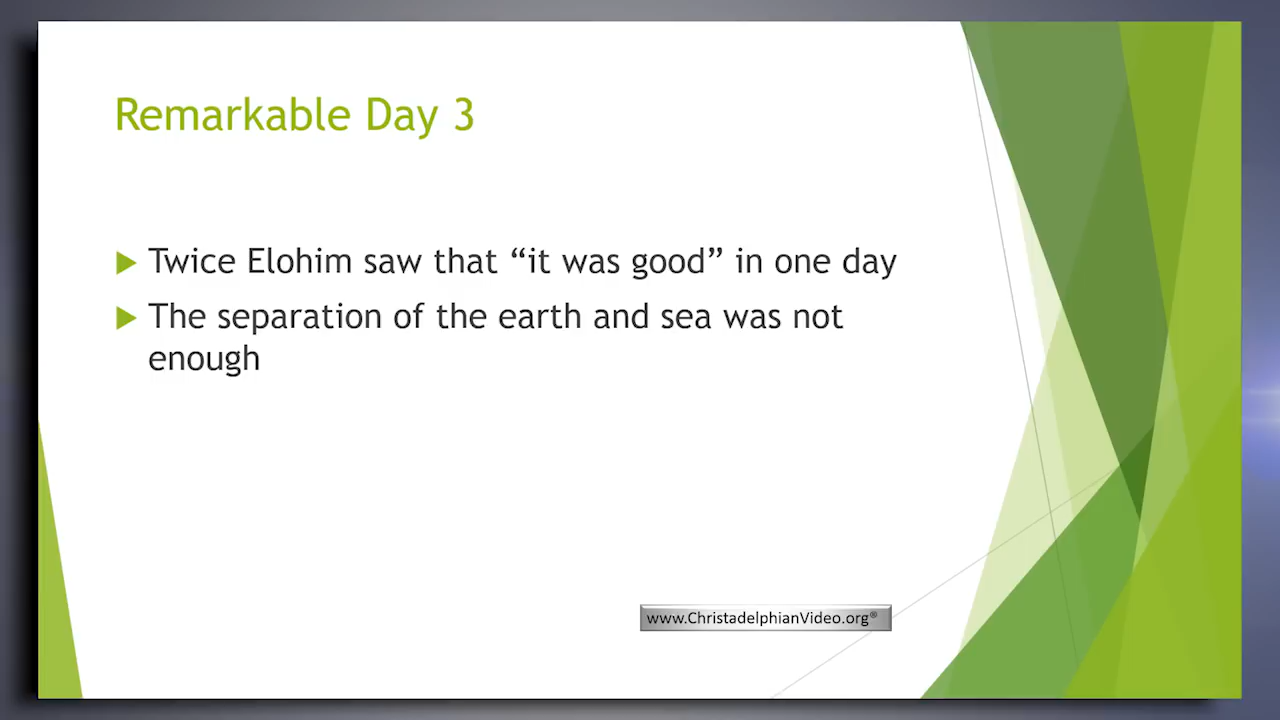 Remarkable Day 3
Twice Elohim saw that “it was good” in one day
The separation of the earth and sea was not
enough
www.ChristadelphianVideo.org®